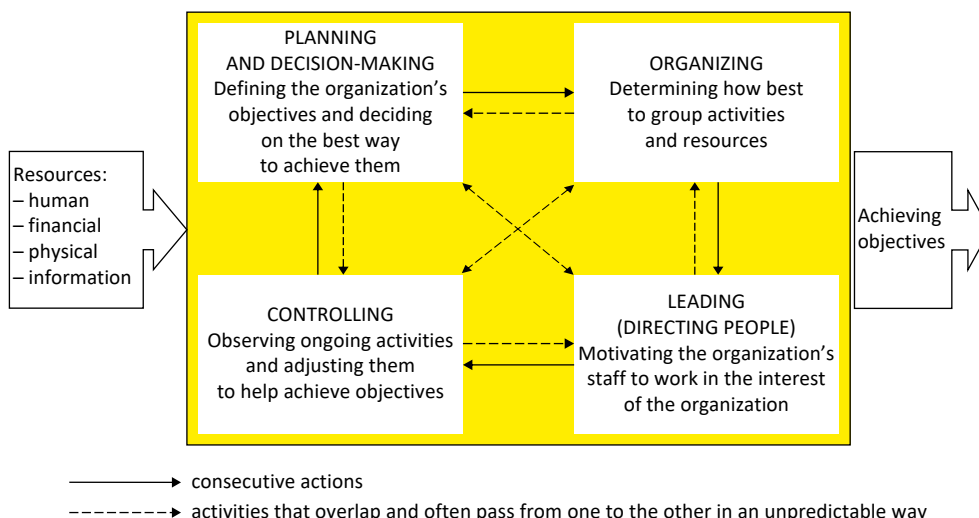 PLANNING
AND DECISION-MAKING
Defining the organization’s
objectives and deciding
on the best way
to achieve them
ORGANIZING
Determining how best
to group activities
and resources
Resources:
– human
– financial
– physical
– information
Achieving
objectives
CONTROLLING
Observing ongoing activities
and adjusting them
to help achieve objectives
LEADING
(DIRECTING PEOPLE)
Motivating the organization’s
staff to work in the interest
of the organization
consecutive actions
activities that overlap and often pass from one to the other in an unpredictable way